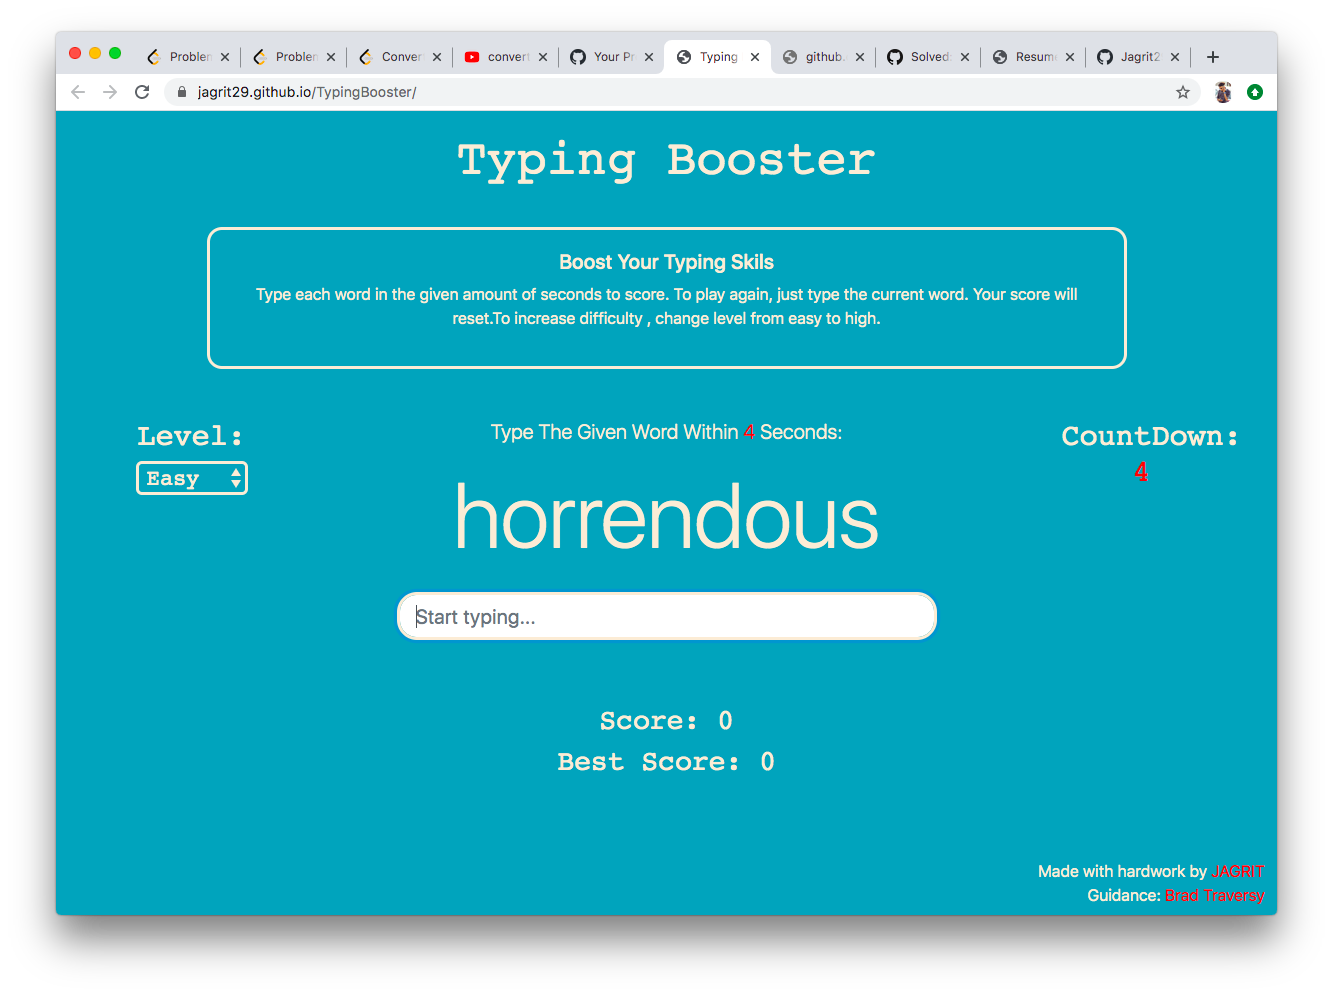 Problem
Problem
Conver
convert
Your Pr
Typing
github.
Solved
Resume
Jagrit2
jagrit29.github.io/TypingBooster/
Typing Booster
Boost Your Typing Skils
Type each word in the given amount of seconds to score. To play again, just type the current word. Your score will
reset.To increase difficulty , change level from easy to high.
Level:
Easy
Type The Given Word Within 4 Seconds:
CountDown:
4
horrendous
Start typing...
Score: 0
Best Score: 0
Made with hardwork by JAGRIT
Guidance: Brad Traversy